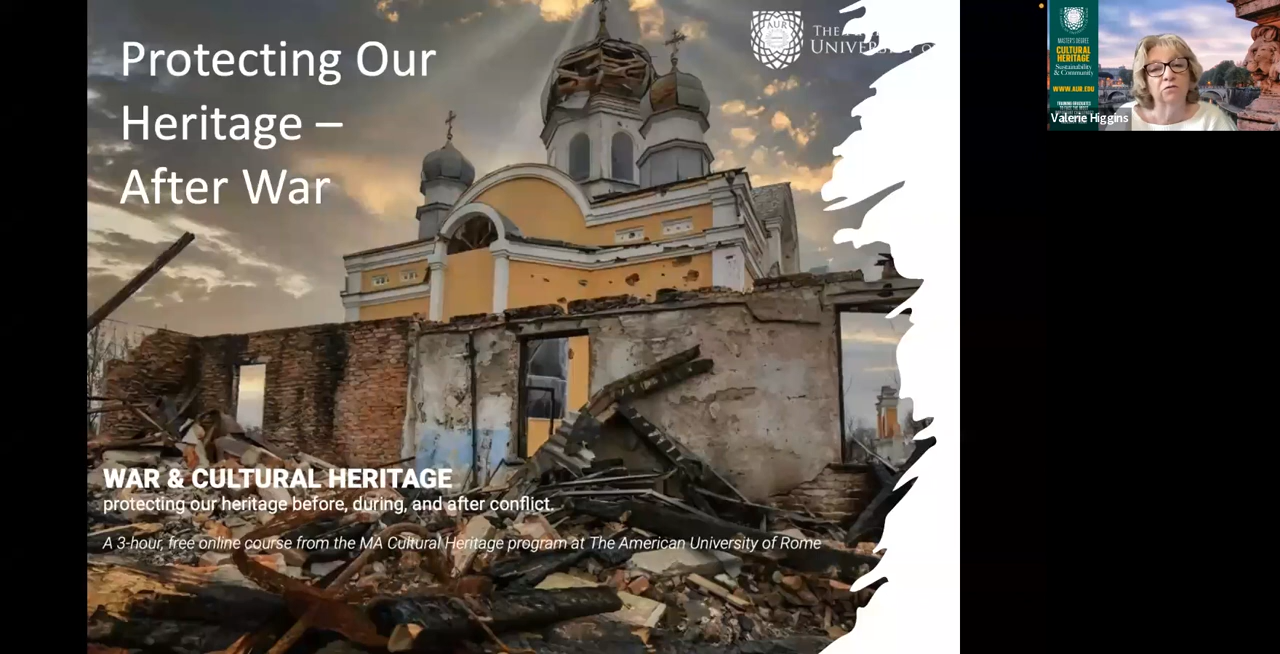 Protecting Our
Heritage –
After War
THE
UNIVERSITY O
AUR
WAR & CULTURAL HERITAGE
protecting our heritage before, during, and after conflict.
A 3-hour, free online course from the MA Cultural Heritage program at The American University of Rome
MASTER'S DEGREE
CULTURAL
HERITAGE
Sustainability
& Community
WWW.AUR.EDU
Valerie Higgins